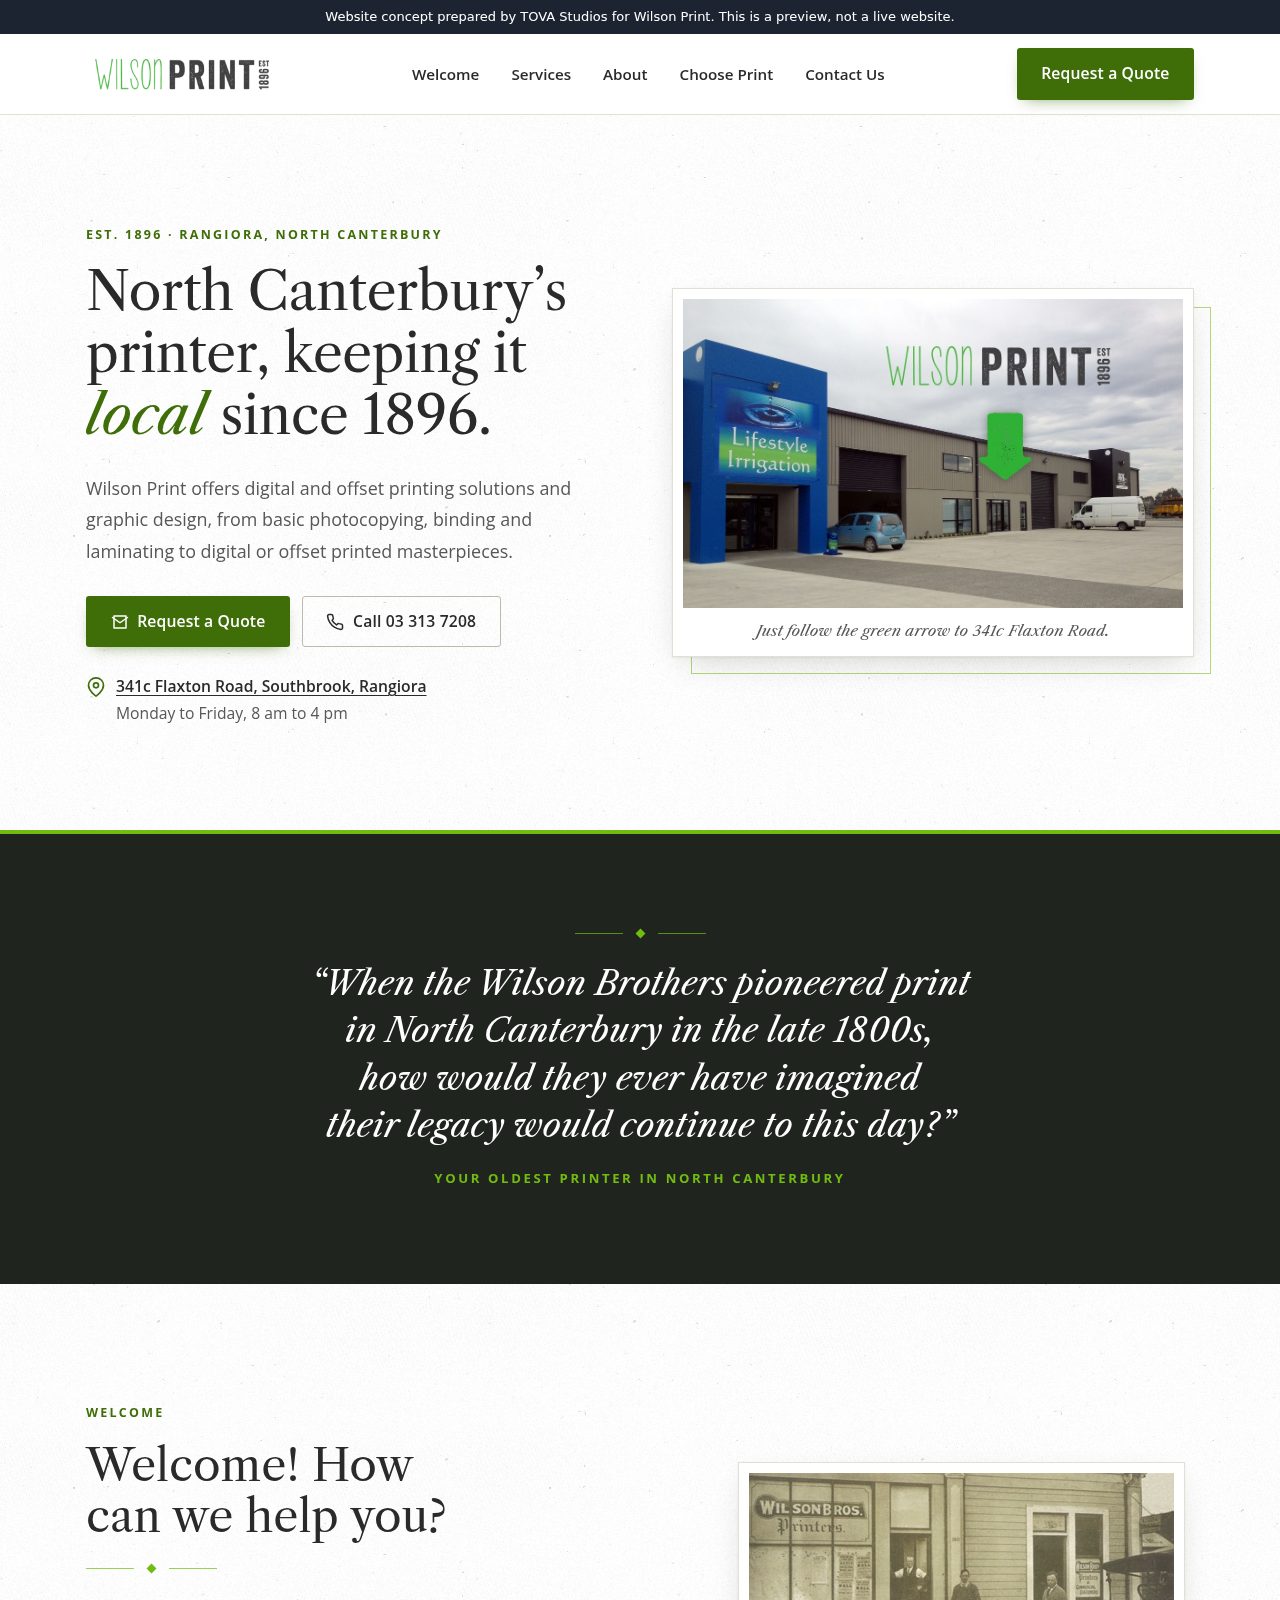 Website concept prepared by TOVA Studios for Wilson Print. This is a preview, not a live website.
WILSON PRINT EST 1896
Welcome Services About Choose Print Contact Us
Request a Quote
EST. 1896 · RANGIORA, NORTH CANTERBURY
North Canterbury’s
printer, keeping it
local since 1896.
Wilson Print offers digital and offset printing solutions and
graphic design, from basic photocopying, binding and
laminating to digital or offset printed masterpieces.
Request a Quote
Call 03 313 7208
341c Flaxton Road, Southbrook, Rangiora
Monday to Friday, 8 am to 4 pm
WILSON PRINT EST 1896
Lifestyle
Irrigation
Just follow the green arrow to 341c Flaxton Road.
“When the Wilson Brothers pioneered print
in North Canterbury in the late 1800s,
how would they ever have imagined
their legacy would continue to this day?”
YOUR OLDEST PRINTER IN NORTH CANTERBURY
WELCOME
Welcome! How
can we help you?
WILSON BROS.
Printers.